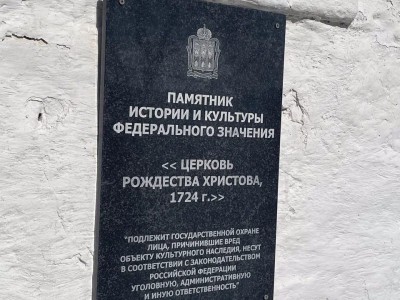 ПАМЯТНИК
ИСТОРИИ И КУЛЬТУРЫ
ФЕДЕРАЛЬНОГО ЗНАЧЕНИЯ
<< ЦЕРКОВЬ
РОЖДЕСТВА ХРИСТОВА,
1724 г.>>
"ПОДЛЕЖИТ ГОСУДАРСТВЕННОЙ ОХРАНЕ
ЛИЦА, ПРИЧИНИВШИЕ ВРЕД
ОБЪЕКТУ КУЛЬТУРНОГО НАСЛЕДИЯ, НЕСУТ
В СООТВЕТСТВИИ С ЗАКОНОДАТЕЛЬСТВОМ
РОССИЙСКОЙ ФЕДЕРАЦИИ
УГОЛОВНУЮ, АДМИНИСТРАТИВНУЮ
И ИНУЮ ОТВЕТСТВЕННОСТЬ"